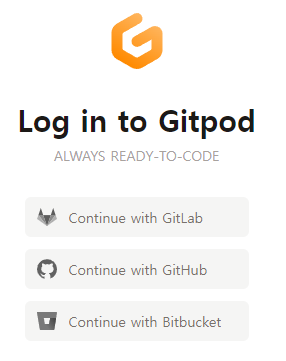 Log in to Gitpod
ALWAYS READY-TO-CODE
Continue with GitLab
Continue with GitHub
Continue with Bitbucket